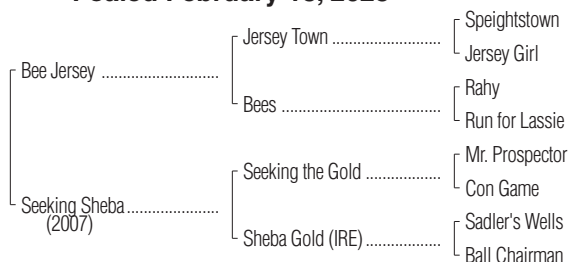 Foaled February
Speightstown
Jersey Town ........................
Jersey Girl
Bee Jersey ..........................
Rahy
Bees ...................................
Run for Lassie
Mr. Prospector
Seeking the Gold .................
Con Game
Seeking Sheba ....................
(2007)
Sadler's Wells
Sheba Gold (IRE) .................
Ball Chairman